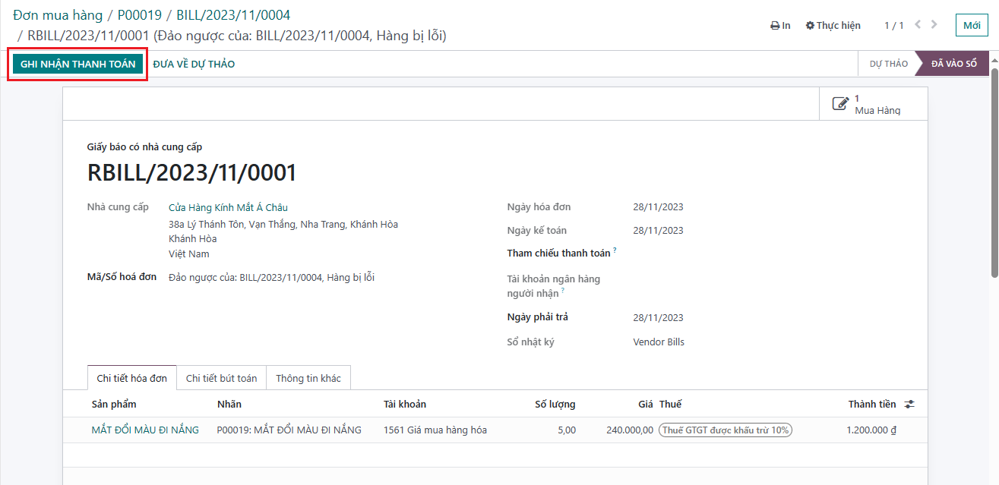 Đơn mua hàng / P00019 / BILL/2023/11/0004
/ RBILL/2023/11/0001 (Đảo ngược của: BILL/2023/11/0004, Hàng bị lỗi)
In Thực hiện 1 / 1 Mới
GHI NHẬN THANH TOÁN ĐƯA VỀ DỰ THẢO DỰ THẢO ĐÃ VÀO SỔ
1
Mua Hàng
Giấy báo có nhà cung cấp
RBILL/2023/11/0001
Nhà cung cấp Cửa Hàng Kính Mắt Á Châu
38a Lý Thánh Tôn, Vạn Thắng, Nha Trang, Khánh Hòa
Khánh Hòa
Việt Nam
Mã/Số hoá đơn Đảo ngược của: BILL/2023/11/0004, Hàng bị lỗi
Ngày hóa đơn 28/11/2023
Ngày kế toán 28/11/2023
Tham chiếu thanh toán ?
Tài khoản ngân hàng
người nhận ?
Ngày phải trả 28/11/2023
Sổ nhật ký Vendor Bills
Chi tiết hóa đơn Chi tiết bút toán Thông tin khác
Sản phẩm Nhãn Tài khoản Số lượng Giá Thuế Thành tiền
MẮT ĐỔI MÀU ĐI NẮNG P00019: MẮT ĐỔI MÀU ĐI NẮNG 1561 Giá mua hàng hóa 5,00 240.000,00 Thuế GTGT được khấu trừ 10% 1.200.000 ₫